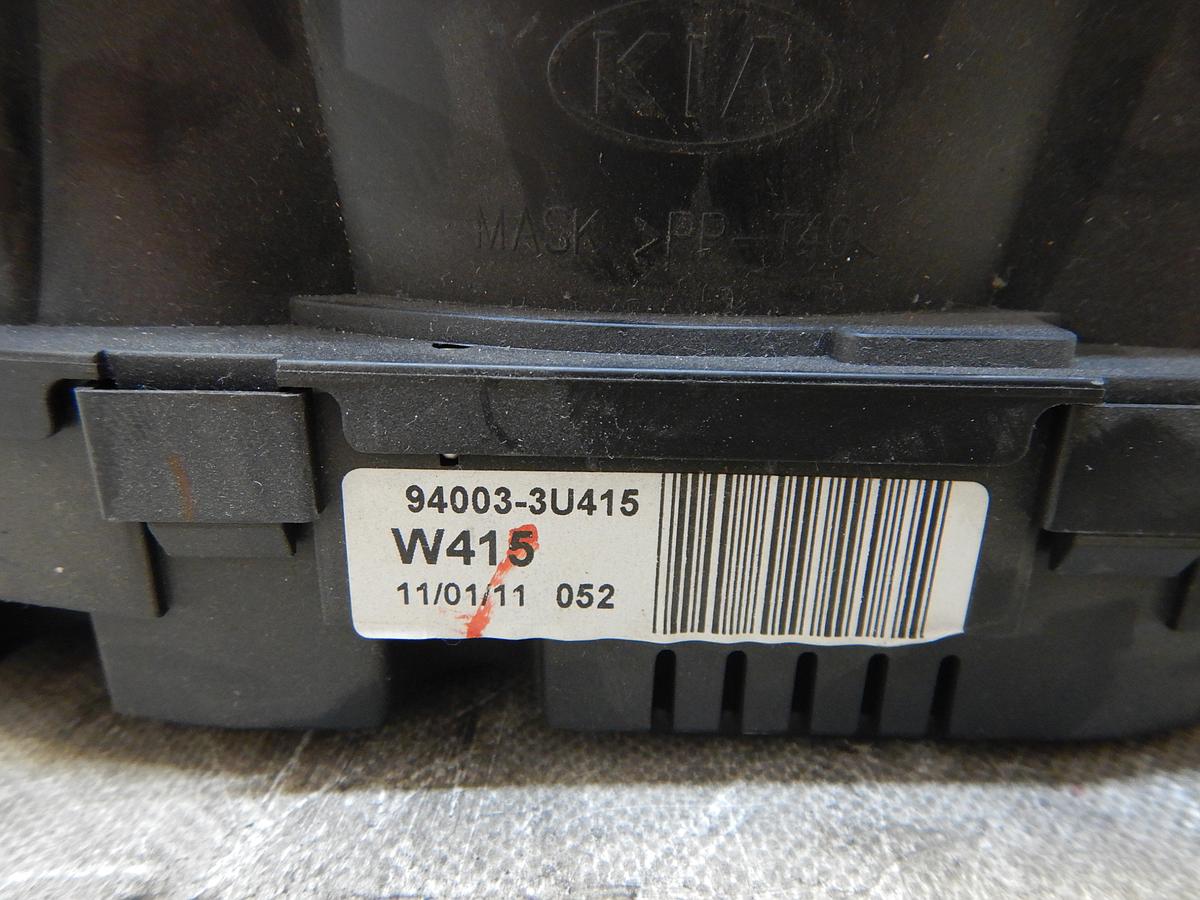 KIA
MASK >PP-T40<
94003-3U415
W415
11/01/11 052